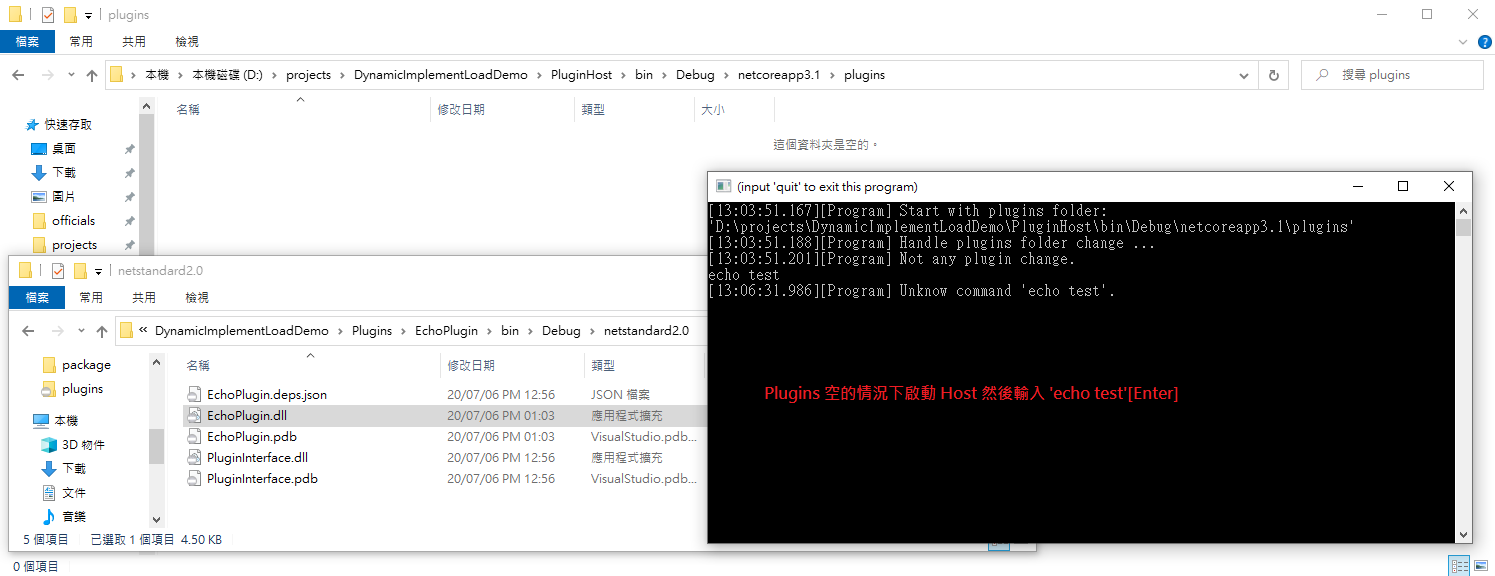 plugins
檔案 常用 共用 檢視
本機 › 本機磁碟 (D:) › projects › DynamicImplementLoadDemo › PluginHost › bin › Debug › netcoreapp3.1 › plugins
搜尋 plugins
名稱 修改日期 類型 大小
這個資料夾是空的。
快速存取
桌面
下載
圖片
officials
projects
(input 'quit' to exit this program)
[13:03:51.167][Program] Start with plugins folder:
'D:\projects\DynamicImplementLoadDemo\PluginHost\bin\Debug\netcoreapp3.1\plugins'
[13:03:51.188][Program] Handle plugins folder change ...
[13:03:51.201][Program] Not any plugin change.
echo test
[13:06:31.986][Program] Unknow command 'echo test'.
Plugins 空的情況下啟動 Host 然後輸入 'echo test'[Enter]
netstandard2.0
檔案 常用 共用 檢視
« DynamicImplementLoadDemo › Plugins › EchoPlugin › bin › Debug › netstandard2.0
package
plugins
本機
3D 物件
下載
文件
音樂
名稱 修改日期 類型
EchoPlugin.deps.json 20/07/06 PM 12:56 JSON 檔案
EchoPlugin.dll 20/07/06 PM 01:03 應用程式擴充
EchoPlugin.pdb 20/07/06 PM 01:03 VisualStudio.pdb...
PluginInterface.dll 20/07/06 PM 12:56 應用程式擴充
PluginInterface.pdb 20/07/06 PM 12:56 VisualStudio.pdb...
5 個項目 已選取 1 個項目 4.50 KB
0 個項目